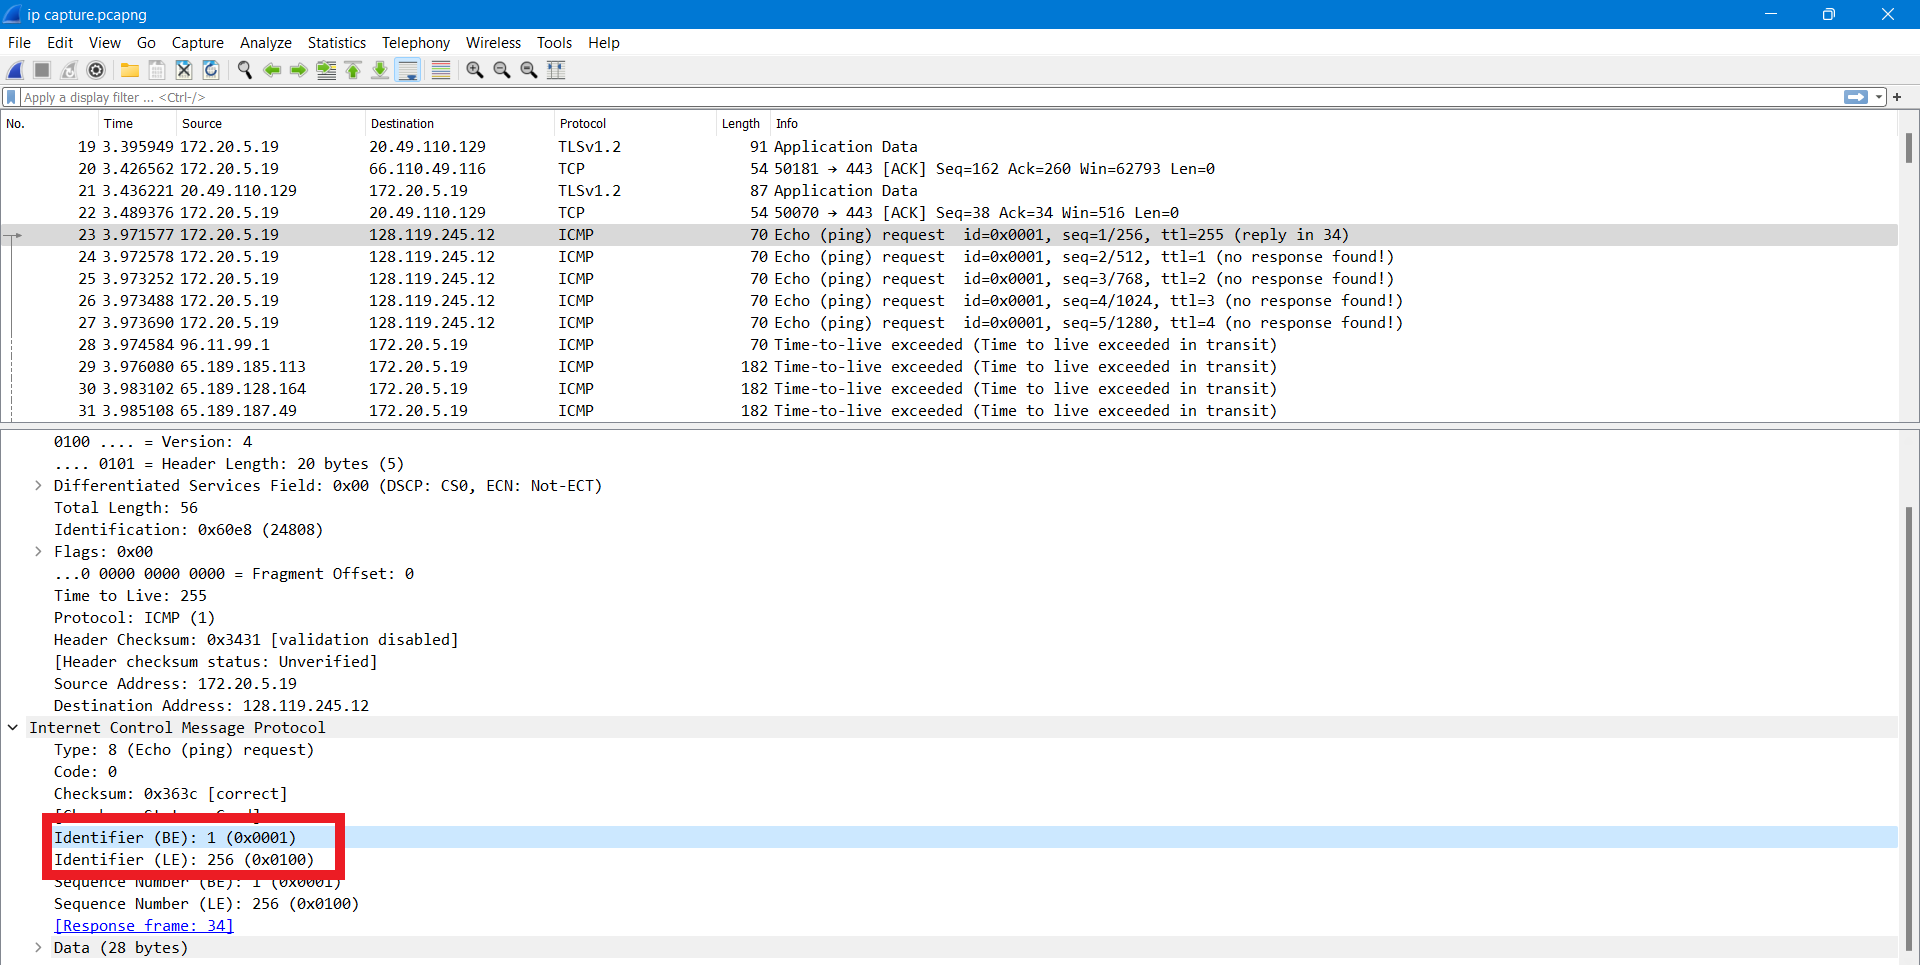 ip capture.pcapng
File Edit View Go Capture Analyze Statistics Telephony Wireless Tools Help
Apply a display filter ... <Ctrl-/>
No. Time Source Destination Protocol Length Info
19 3.395949 172.20.5.19 20.49.110.129 TLSv1.2 91 Application Data
20 3.426562 172.20.5.19 66.110.49.116 TCP 54 50181 → 443 [ACK] Seq=162 Ack=260 Win=62793 Len=0
21 3.436221 20.49.110.129 172.20.5.19 TLSv1.2 87 Application Data
22 3.489376 172.20.5.19 20.49.110.129 TCP 54 50070 → 443 [ACK] Seq=38 Ack=34 Win=516 Len=0
23 3.971577 172.20.5.19 128.119.245.12 ICMP 70 Echo (ping) request id=0x0001, seq=1/256, ttl=255 (reply in 34)
24 3.972578 172.20.5.19 128.119.245.12 ICMP 70 Echo (ping) request id=0x0001, seq=2/512, ttl=1 (no response found!)
25 3.973252 172.20.5.19 128.119.245.12 ICMP 70 Echo (ping) request id=0x0001, seq=3/768, ttl=2 (no response found!)
26 3.973488 172.20.5.19 128.119.245.12 ICMP 70 Echo (ping) request id=0x0001, seq=4/1024, ttl=3 (no response found!)
27 3.973690 172.20.5.19 128.119.245.12 ICMP 70 Echo (ping) request id=0x0001, seq=5/1280, ttl=4 (no response found!)
28 3.974584 96.11.99.1 172.20.5.19 ICMP 70 Time-to-live exceeded (Time to live exceeded in transit)
29 3.976080 65.189.185.113 172.20.5.19 ICMP 182 Time-to-live exceeded (Time to live exceeded in transit)
30 3.983102 65.189.128.164 172.20.5.19 ICMP 182 Time-to-live exceeded (Time to live exceeded in transit)
31 3.985108 65.189.187.49 172.20.5.19 ICMP 182 Time-to-live exceeded (Time to live exceeded in transit)
0100 .... = Version: 4
.... 0101 = Header Length: 20 bytes (5)
Differentiated Services Field: 0x00 (DSCP: CS0, ECN: Not-ECT)
Total Length: 56
Identification: 0x60e8 (24808)
Flags: 0x00
...0 0000 0000 0000 = Fragment Offset: 0
Time to Live: 255
Protocol: ICMP (1)
Header Checksum: 0x3431 [validation disabled]
[Header checksum status: Unverified]
Source Address: 172.20.5.19
Destination Address: 128.119.245.12
Internet Control Message Protocol
Type: 8 (Echo (ping) request)
Code: 0
Checksum: 0x363c [correct]
Identifier (BE): 1 (0x0001)
Identifier (LE): 256 (0x0100)
Sequence Number (BE): 1 (0x0001)
Sequence Number (LE): 256 (0x0100)
[Response frame: 34]
Data (28 bytes)